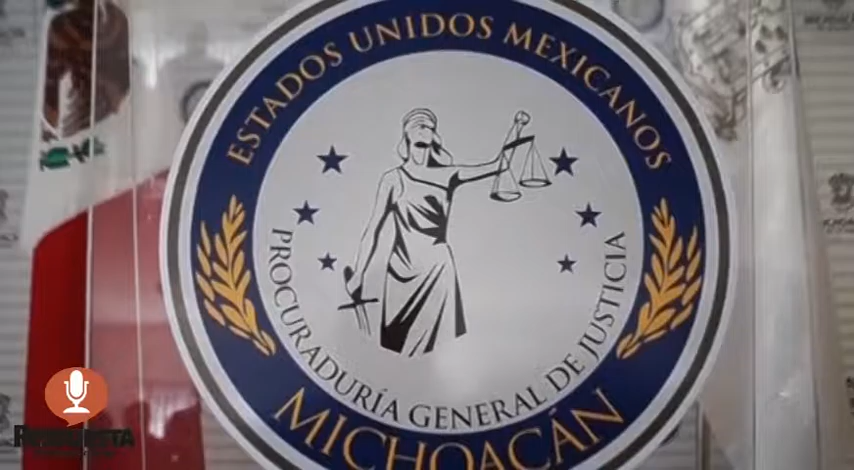 ESTADOS UNIDOS MEXICANOS
PROCURADURÍA GENERAL DE JUSTICIA
MICHOACÁN